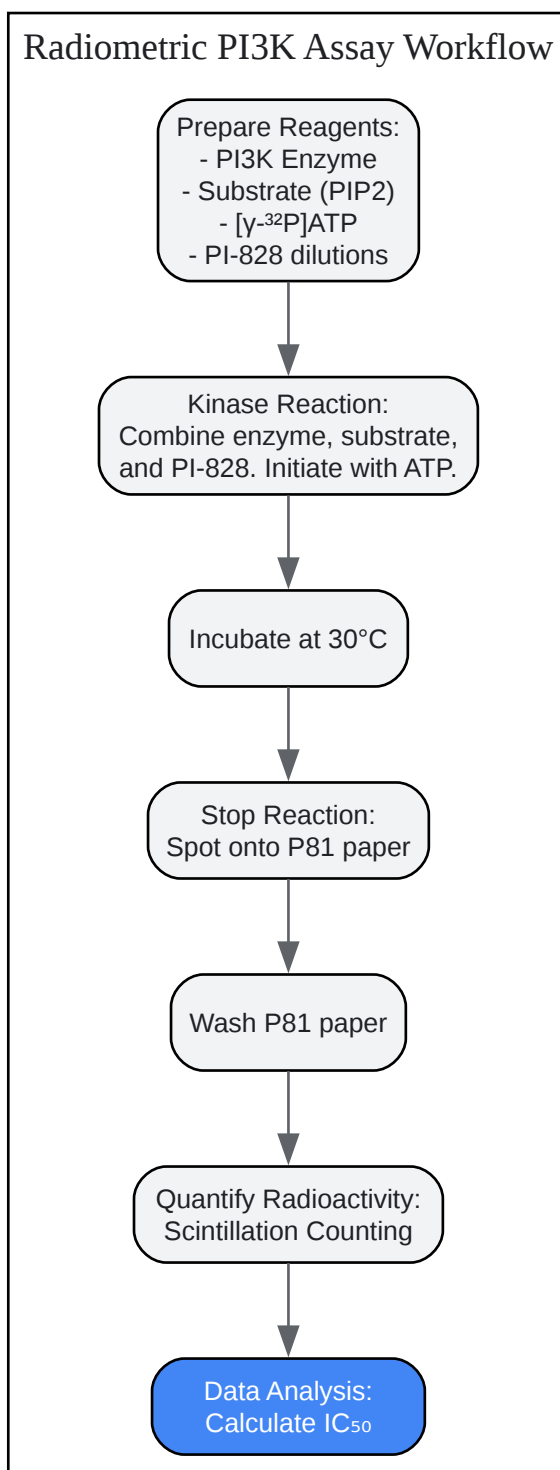 Radiometric PI3K Assay Workflow
Prepare Reagents:
- PI3K Enzyme
- Substrate (PIP2)
- [γ-³²P]ATP
- PI-828 dilutions
Kinase Reaction:
Combine enzyme, substrate,
and PI-828. Initiate with ATP.
Incubate at 30°C
Stop Reaction:
Spot onto P81 paper
Wash P81 paper
Quantify Radioactivity:
Scintillation Counting
Data Analysis:
Calculate IC₅₀